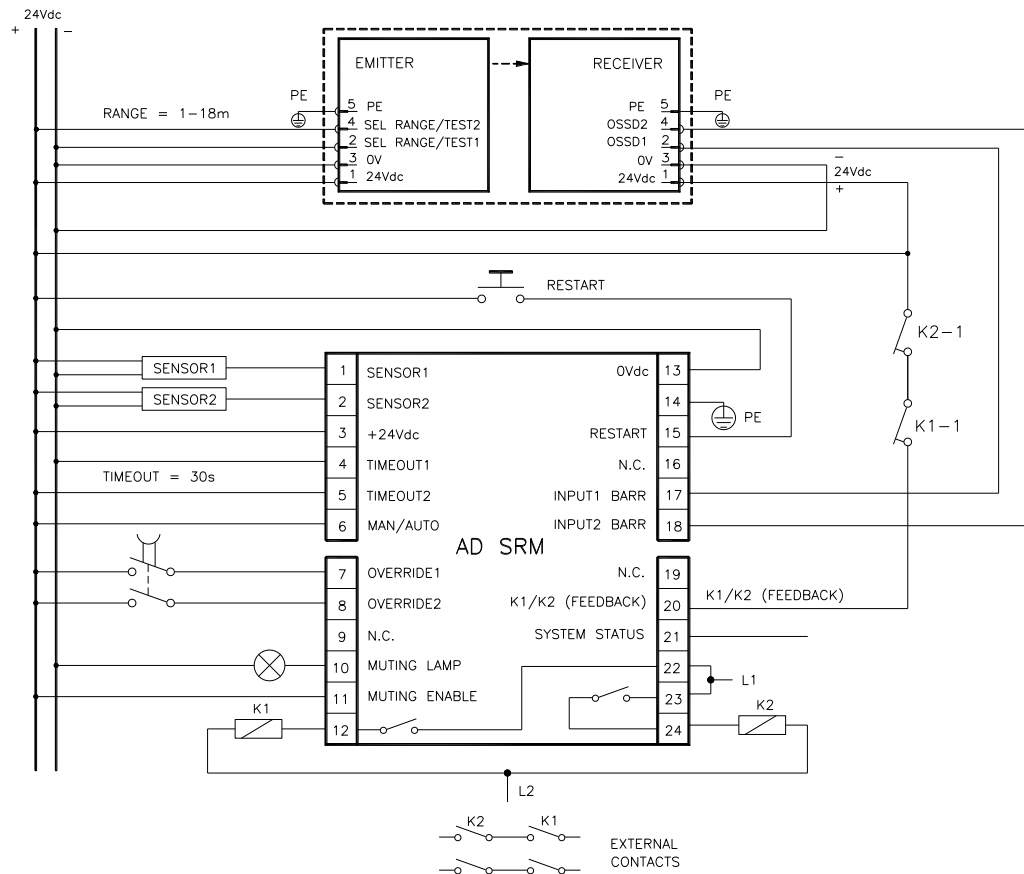 24Vdc
+ −
EMITTER
RECEIVER
PE
5 PE
4 SEL RANGE/TEST2
2 SEL RANGE/TEST1
3 0V
1 24Vdc
PE 5
OSSD2 4
OSSD1 2
0V 3
24Vdc 1
PE
RANGE = 1-18m
−
24Vdc
+
RESTART
K2-1
K1-1
SENSOR1
SENSOR2
TIMEOUT = 30s
1 SENSOR1
2 SENSOR2
3 +24Vdc
4 TIMEOUT1
5 TIMEOUT2
6 MAN/AUTO
0Vdc 13
14 PE
RESTART 15
N.C. 16
INPUT1 BARR 17
INPUT2 BARR 18
AD SRM
7 OVERRIDE1
8 OVERRIDE2
9 N.C.
10 MUTING LAMP
11 MUTING ENABLE
12
N.C. 19
K1/K2 (FEEDBACK) 20 K1/K2 (FEEDBACK)
SYSTEM STATUS 21
22
23
24
L1
K1
K2
L2
K2 K1
EXTERNAL
CONTACTS